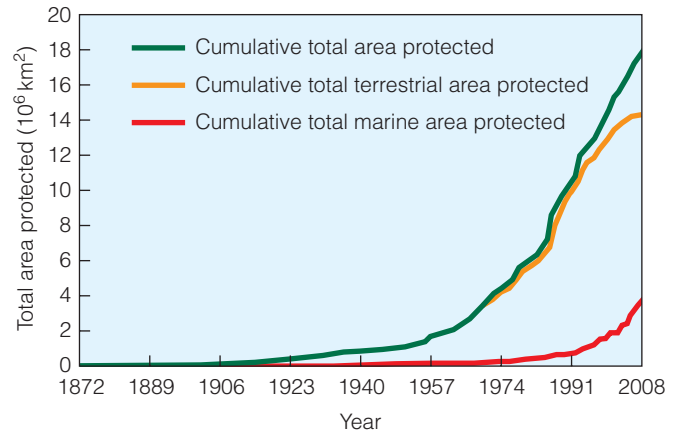 Total area protected (10⁶ km²)
20
18
16
14
12
10
8
6
4
2
0
Cumulative total area protected
Cumulative total terrestrial area protected
Cumulative total marine area protected
1872 1889 1906 1923 1940 1957 1974 1991 2008
Year